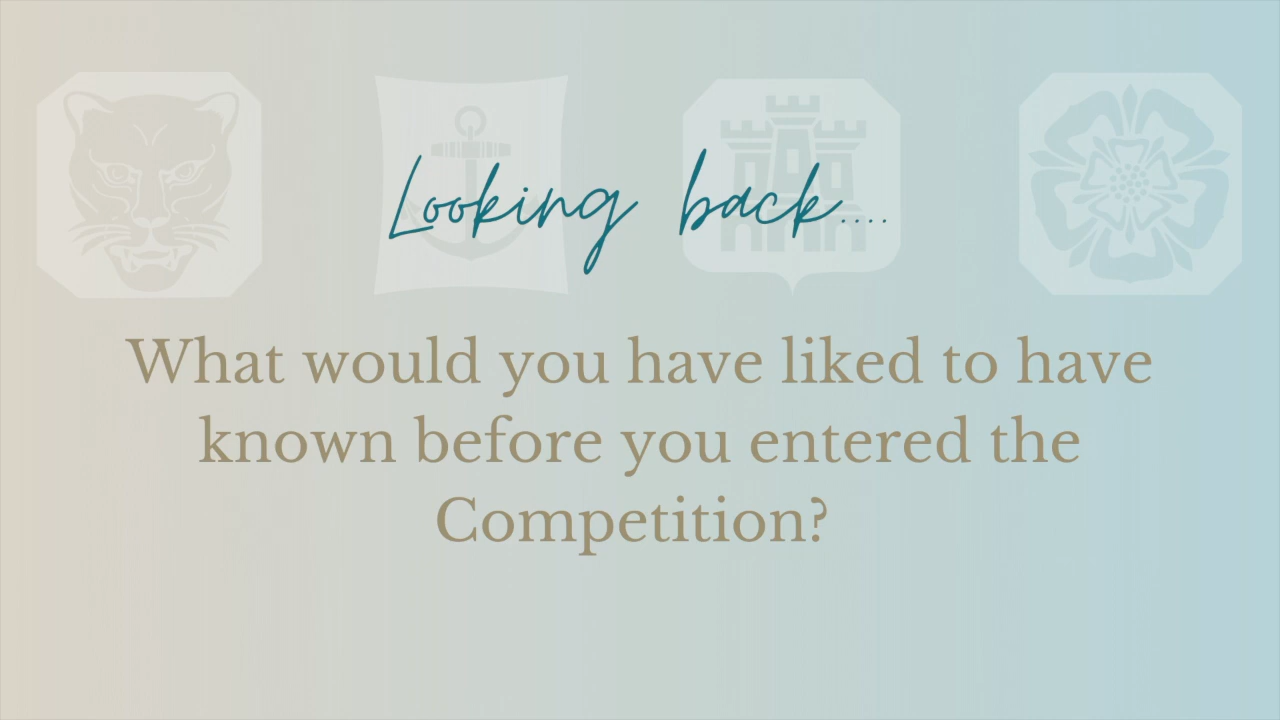 Looking back....
What would you have liked to have
known before you entered the
Competition?